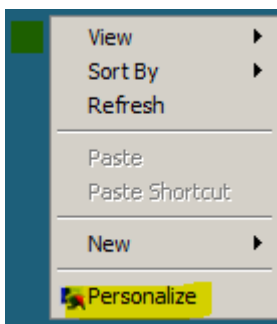 View
Sort By
Refresh
Paste
Paste Shortcut
New
Personalize